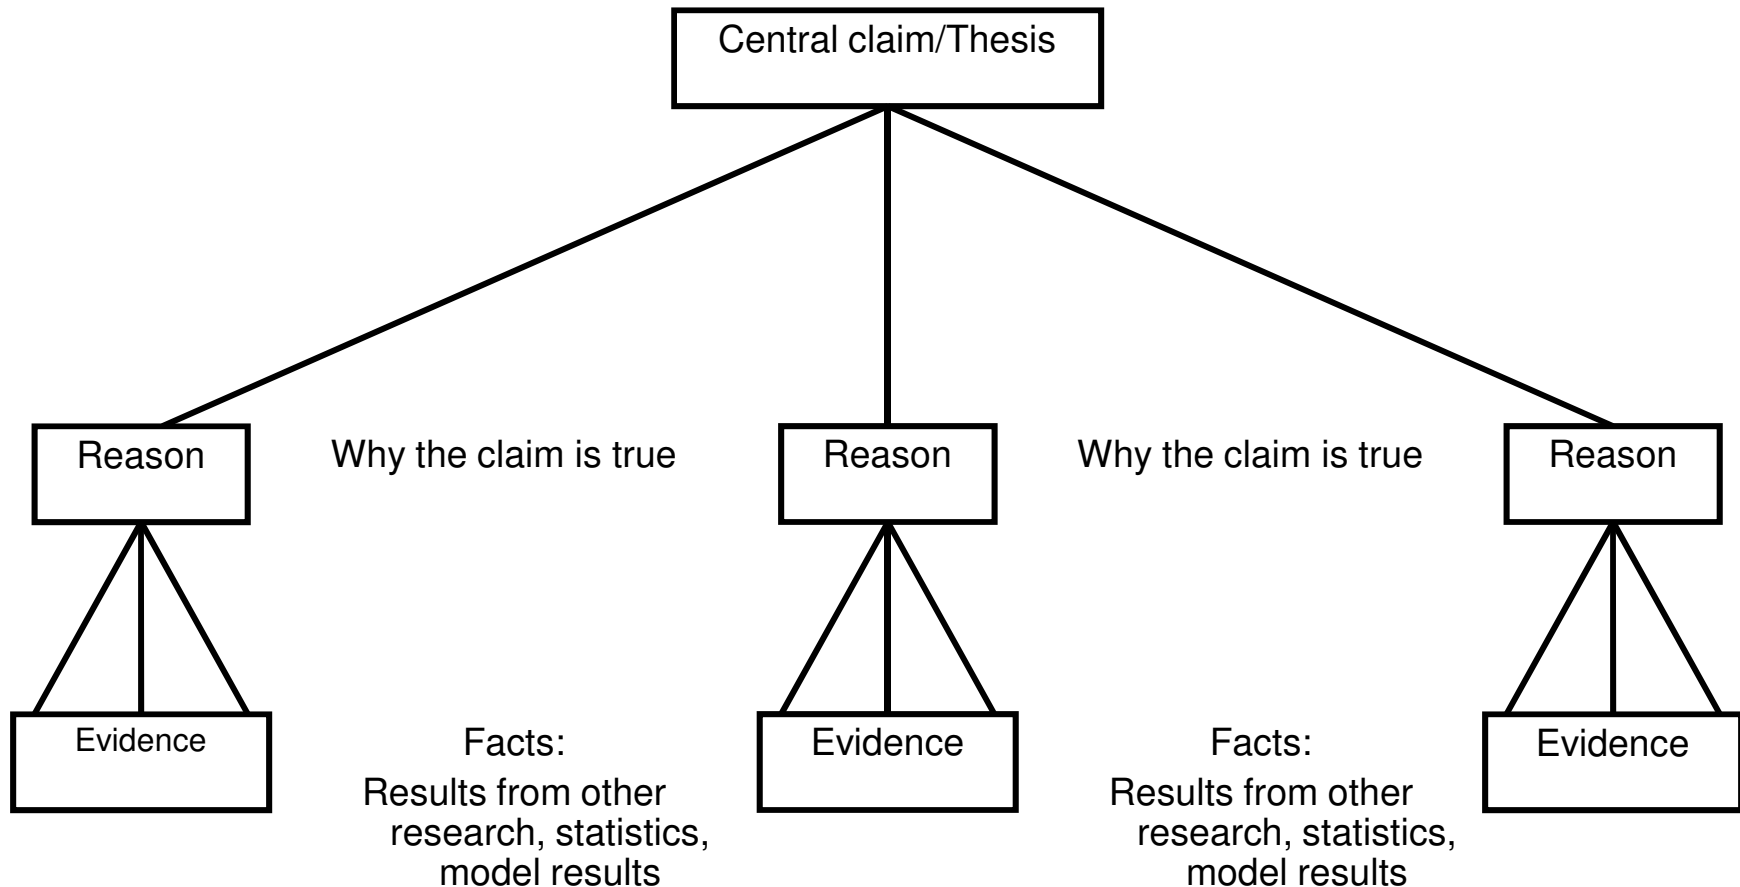 Central claim/Thesis
Reason
Why the claim is true
Reason
Why the claim is true
Reason
Evidence
Facts:
Results from other
research, statistics,
model results
Evidence
Facts:
Results from other
research, statistics,
model results
Evidence